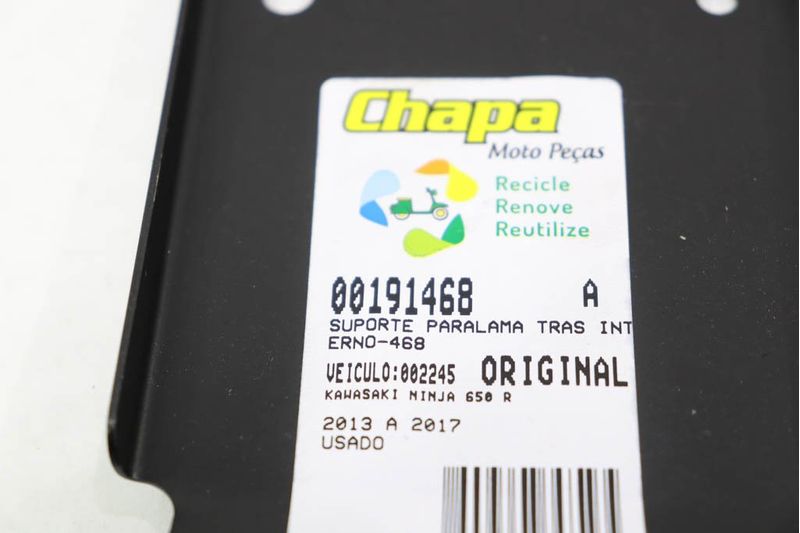 Chapa
Moto Peças
Recicle
Renove
Reutilize
00191468 A
SUPORTE PARALAMA TRAS INT
ERNO-468
VEICULO:002245 ORIGINAL
KAWASAKI NINJA 650 R
2013 A 2017
USADO